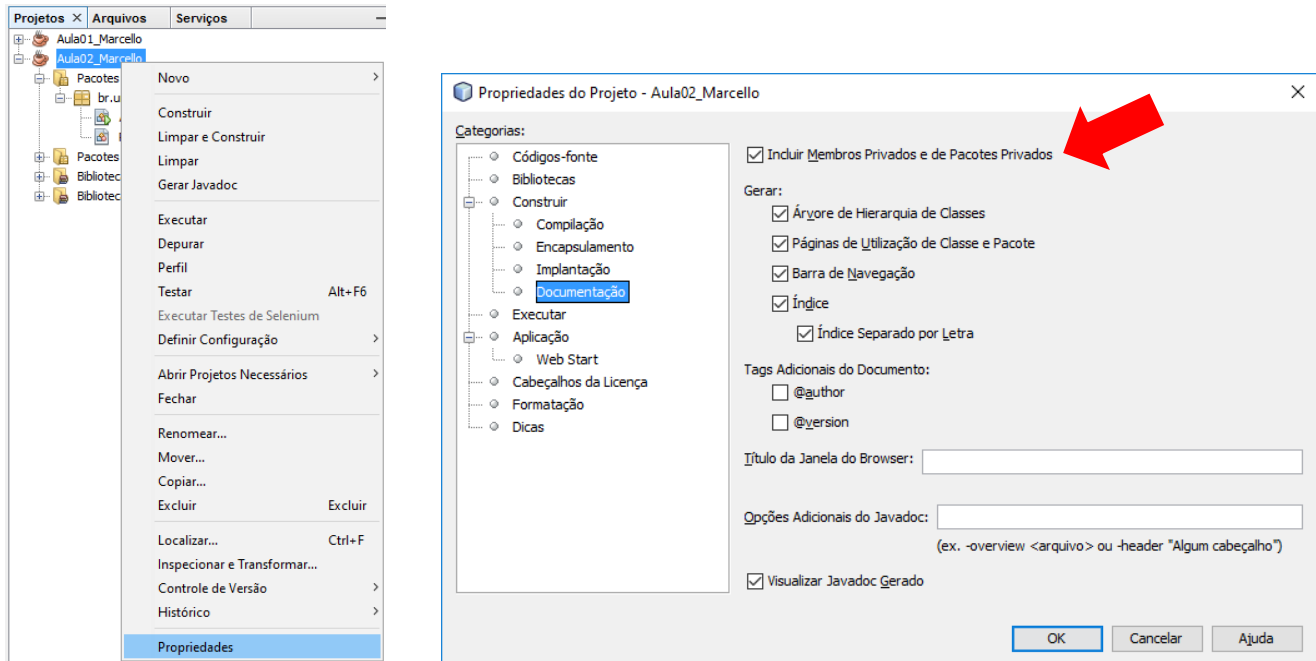 Projetos × Arquivos Serviços
Aula01_Marcello
Aula02_Marcello
Pacotes
br.u
Pacotes
Bibliotec
Bibliotec
Novo
Construir
Limpar e Construir
Limpar
Gerar Javadoc
Executar
Depurar
Perfil
Testar Alt+F6
Executar Testes de Selenium
Definir Configuração
Abrir Projetos Necessários
Fechar
Renomear...
Mover...
Copiar...
Excluir Excluir
Localizar... Ctrl+F
Inspecionar e Transformar...
Controle de Versão
Histórico
Propriedades
Propriedades do Projeto - Aula02_Marcello
Categorias:
Códigos-fonte
Bibliotecas
Construir
Compilação
Encapsulamento
Implantação
Documentação
Executar
Aplicação
Web Start
Cabeçalhos da Licença
Formatação
Dicas
Incluir Membros Privados e de Pacotes Privados
Gerar:
Árvore de Hierarquia de Classes
Páginas de Utilização de Classe e Pacote
Barra de Navegação
Índice
Índice Separado por Letra
Tags Adicionais do Documento:
@author
@version
Título da Janela do Browser:
Opções Adicionais do Javadoc:
(ex. -overview <arquivo> ou -header "Algum cabeçalho")
Visualizar Javadoc Gerado
OK Cancelar Ajuda